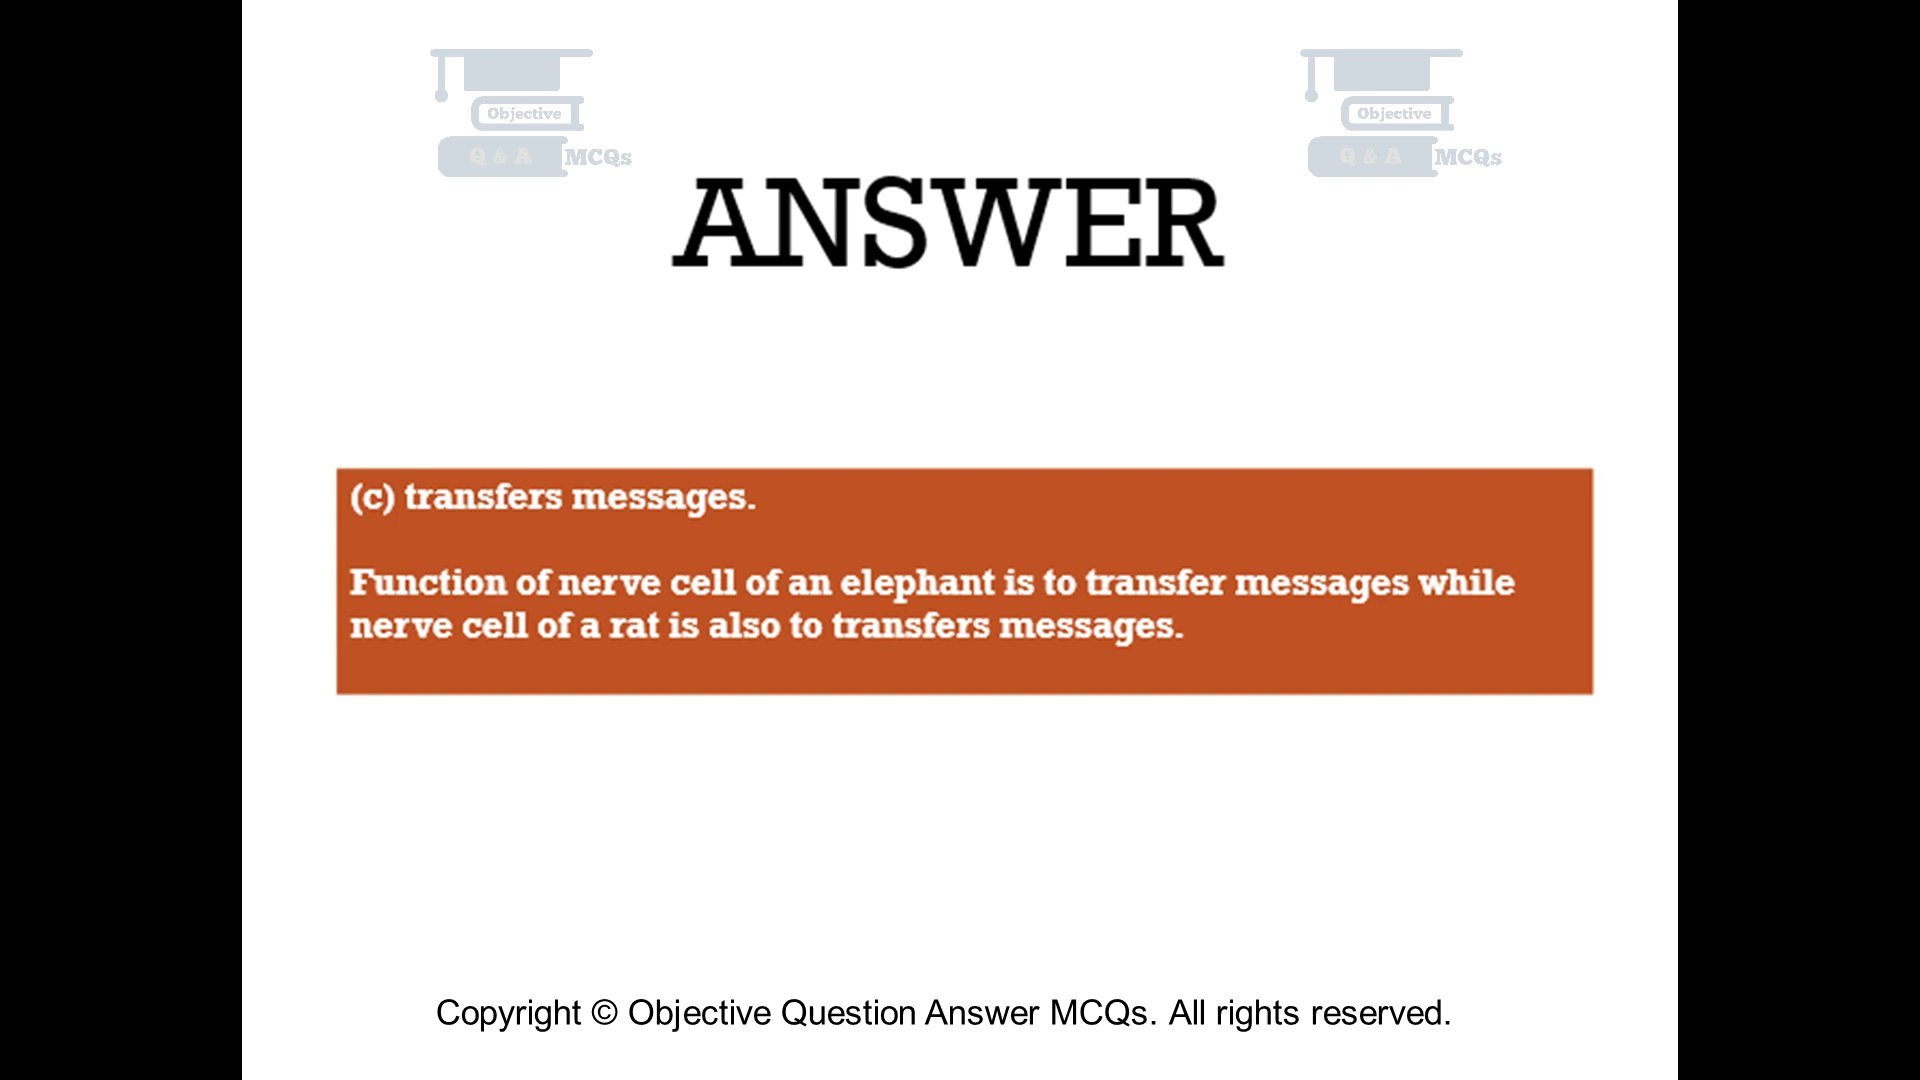 Objective
Q & A MCQs
Objective
Q & A MCQs
ANSWER
(c) transfers messages.
Function of nerve cell of an elephant is to transfer messages while
nerve cell of a rat is also to transfers messages.
Copyright © Objective Question Answer MCQs. All rights reserved.